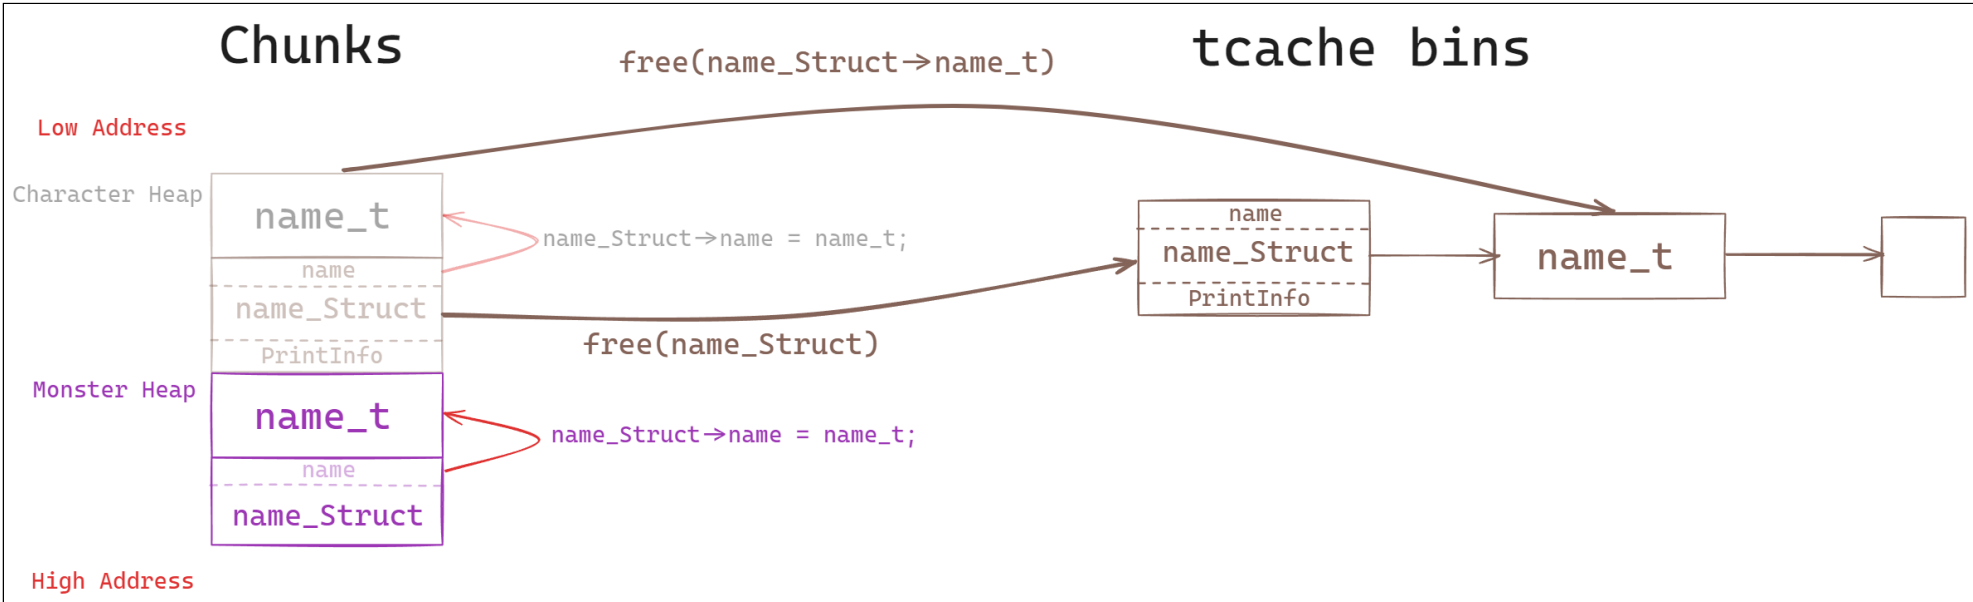 Chunks
tcache bins
free(name_Struct->name_t)
Low Address
Character Heap
name_t
name_Struct->name = name_t;
name
name_Struct
PrintInfo
free(name_Struct)
name
name_Struct
PrintInfo
name_t
Monster Heap
name_t
name_Struct->name = name_t;
name
name_Struct
High Address